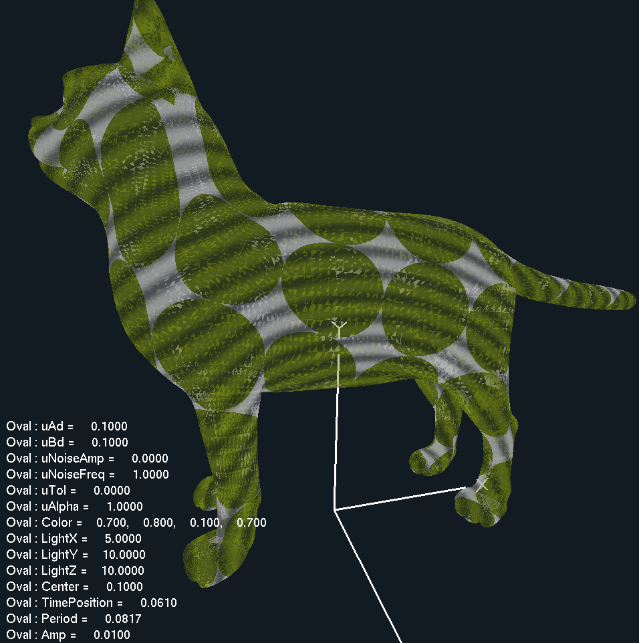 Oval : uAd = 0.1000
Oval : uBd = 0.1000
Oval : uNoiseAmp = 0.0000
Oval : uNoiseFreq = 1.0000
Oval : uTol = 0.0000
Oval : uAlpha = 1.0000
Oval : Color = 0.700, 0.800, 0.100, 0.700
Oval : LightX = 5.0000
Oval : LightY = 10.0000
Oval : LightZ = 10.0000
Oval : Center = 0.1000
Oval : TimePosition = 0.0610
Oval : Period = 0.0817
Oval : Amp = 0.0100
Y
X